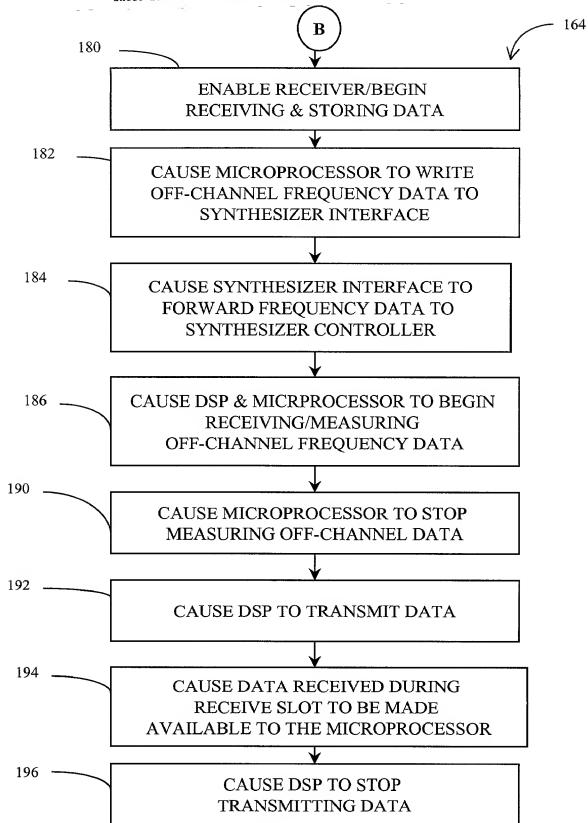 B
164
180
ENABLE RECEIVER/BEGIN
RECEIVING & STORING DATA
182
CAUSE MICROPROCESSOR TO WRITE
OFF-CHANNEL FREQUENCY DATA TO
SYNTHESIZER INTERFACE
184
CAUSE SYNTHESIZER INTERFACE TO
FORWARD FREQUENCY DATA TO
SYNTHESIZER CONTROLLER
186
CAUSE DSP & MICRPROCESSOR TO BEGIN
RECEIVING/MEASURING
OFF-CHANNEL FREQUENCY DATA
190
CAUSE MICROPROCESSOR TO STOP
MEASURING OFF-CHANNEL DATA
192
CAUSE DSP TO TRANSMIT DATA
194
CAUSE DATA RECEIVED DURING
RECEIVE SLOT TO BE MADE
AVAILABLE TO THE MICROPROCESSOR
196
CAUSE DSP TO STOP
TRANSMITTING DATA